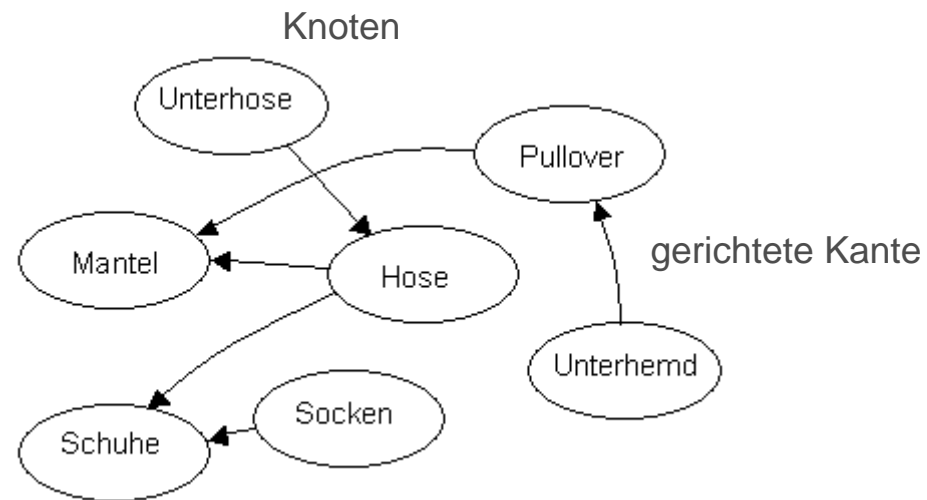 Knoten
Unterhose
Pullover
Mantel
Hose
gerichtete Kante
Unterhemd
Socken
Schuhe